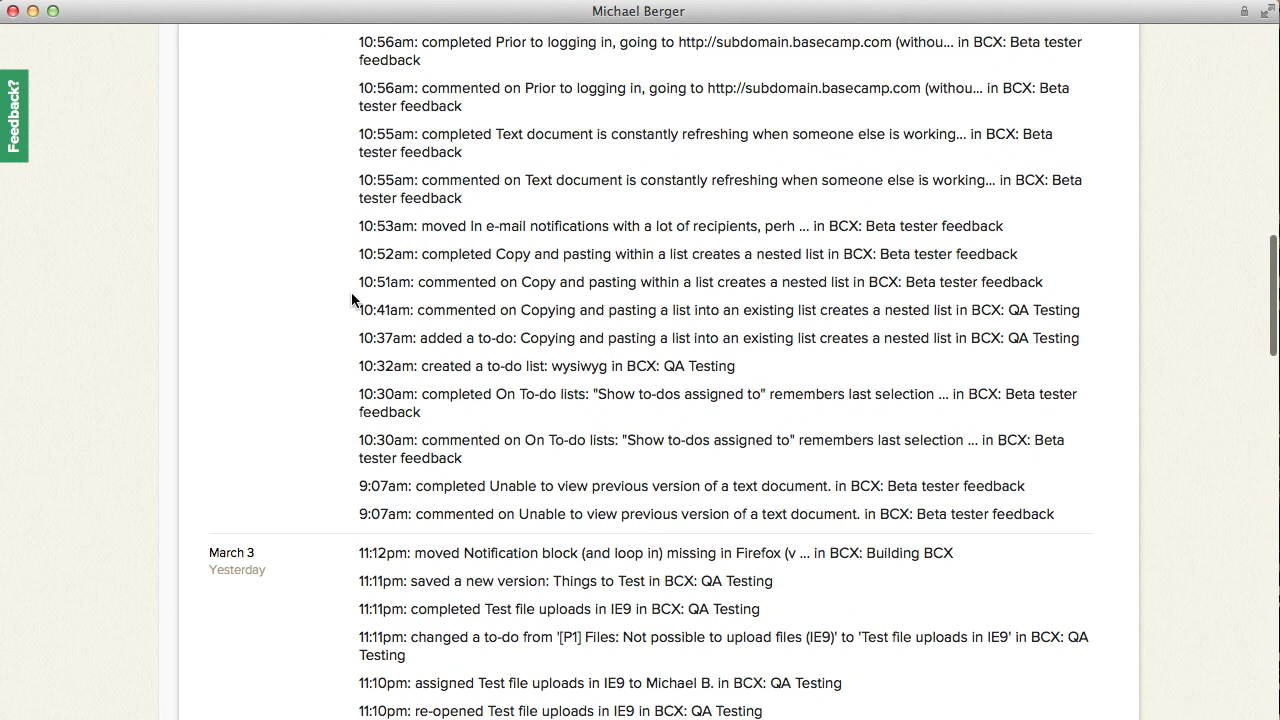 Michael Berger
Feedback?
10:56am: completed Prior to logging in, going to http://subdomain.basecamp.com (withou... in BCX: Beta tester
feedback
10:56am: commented on Prior to logging in, going to http://subdomain.basecamp.com (withou... in BCX: Beta
tester feedback
10:55am: completed Text document is constantly refreshing when someone else is working... in BCX: Beta
tester feedback
10:55am: commented on Text document is constantly refreshing when someone else is working... in BCX: Beta
tester feedback
10:53am: moved In e-mail notifications with a lot of recipients, perh ... in BCX: Beta tester feedback
10:52am: completed Copy and pasting within a list creates a nested list in BCX: Beta tester feedback
10:51am: commented on Copy and pasting within a list creates a nested list in BCX: Beta tester feedback
10:41am: commented on Copying and pasting a list into an existing list creates a nested list in BCX: QA Testing
10:37am: added a to-do: Copying and pasting a list into an existing list creates a nested list in BCX: QA Testing
10:32am: created a to-do list: wysiwyg in BCX: QA Testing
10:30am: completed On To-do lists: "Show to-dos assigned to" remembers last selection ... in BCX: Beta tester
feedback
10:30am: commented on On To-do lists: "Show to-dos assigned to" remembers last selection ... in BCX: Beta
tester feedback
9:07am: completed Unable to view previous version of a text document. in BCX: Beta tester feedback
9:07am: commented on Unable to view previous version of a text document. in BCX: Beta tester feedback
March 3
Yesterday
11:12pm: moved Notification block (and loop in) missing in Firefox (v ... in BCX: Building BCX
11:11pm: saved a new version: Things to Test in BCX: QA Testing
11:11pm: completed Test file uploads in IE9 in BCX: QA Testing
11:11pm: changed a to-do from '[P1] Files: Not possible to upload files (IE9)' to 'Test file uploads in IE9' in BCX: QA
Testing
11:10pm: assigned Test file uploads in IE9 to Michael B. in BCX: QA Testing
11:10pm: re-opened Test file uploads in IE9 in BCX: QA Testing